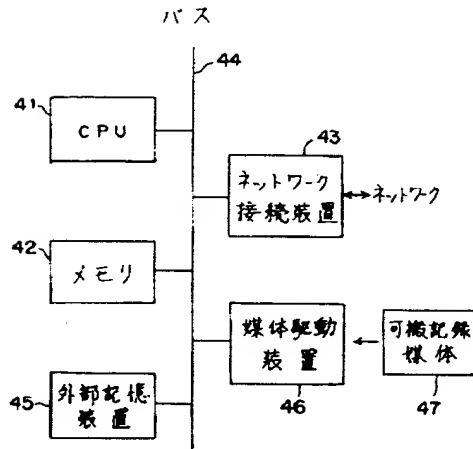 バス
44
41
CPU
43
ネットワーク
接続装置
ネットワーク
42
メモリ
媒体駆動
装置
46
可搬記録
媒体
47
45
外部記憶
装置